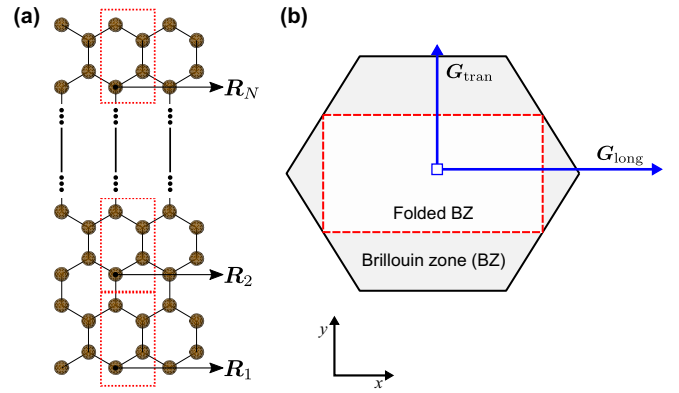 (a)
R_N
R_2
R_1
(b)
G_tran
G_long
Folded BZ
Brillouin zone (BZ)
y
x